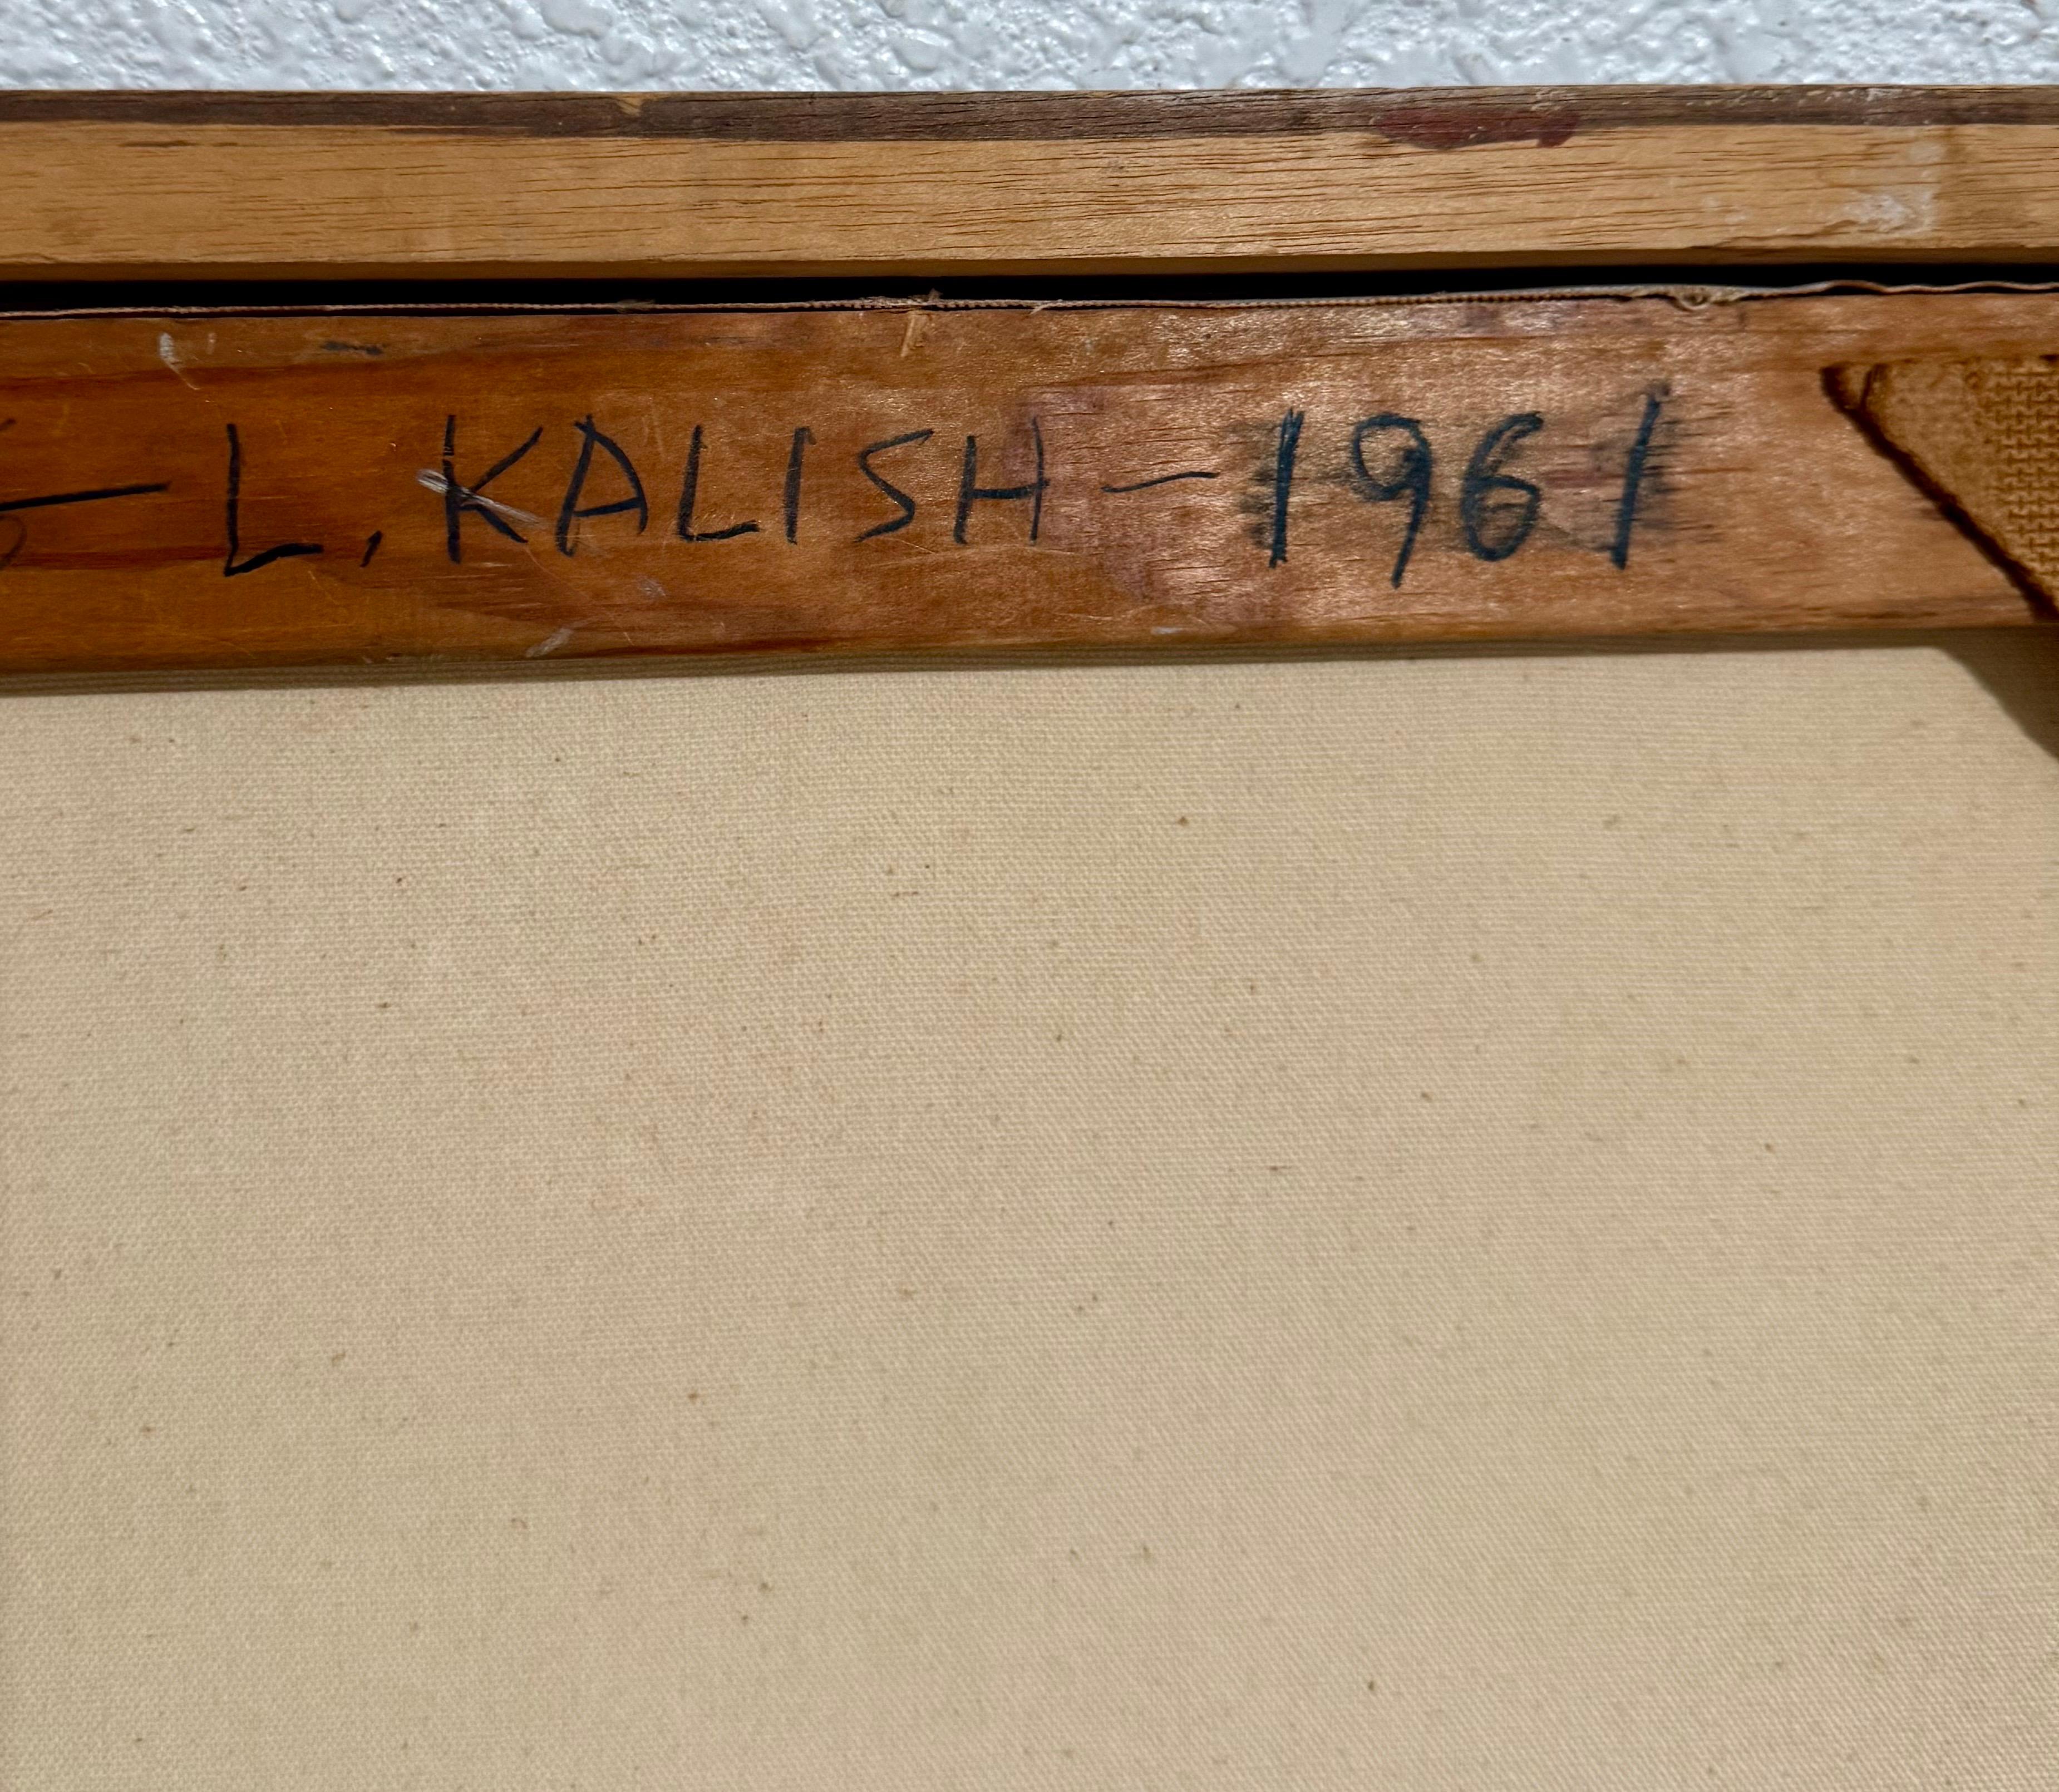 — L. KALISH – 1961